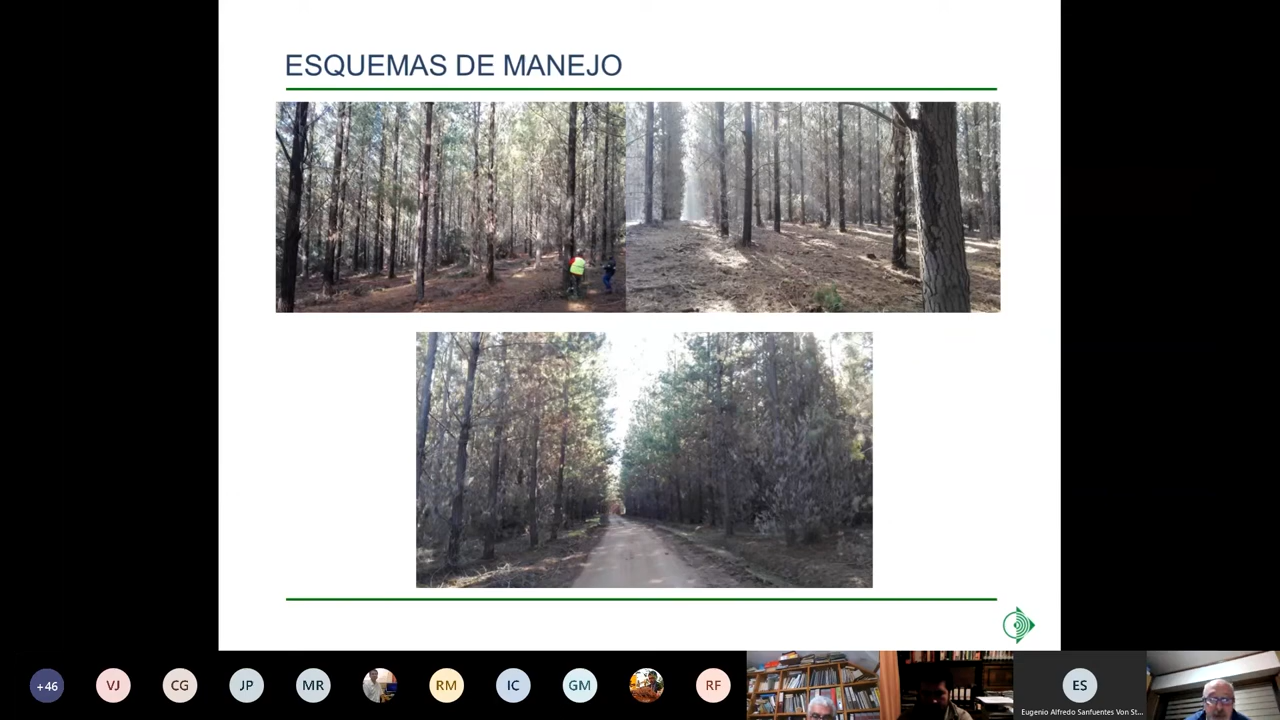 ESQUEMAS DE MANEJO
+46
VJ
CG
JP
MR
RM
IC
GM
RF
ES
Eugenio Alfredo Sanfuentes Von St...